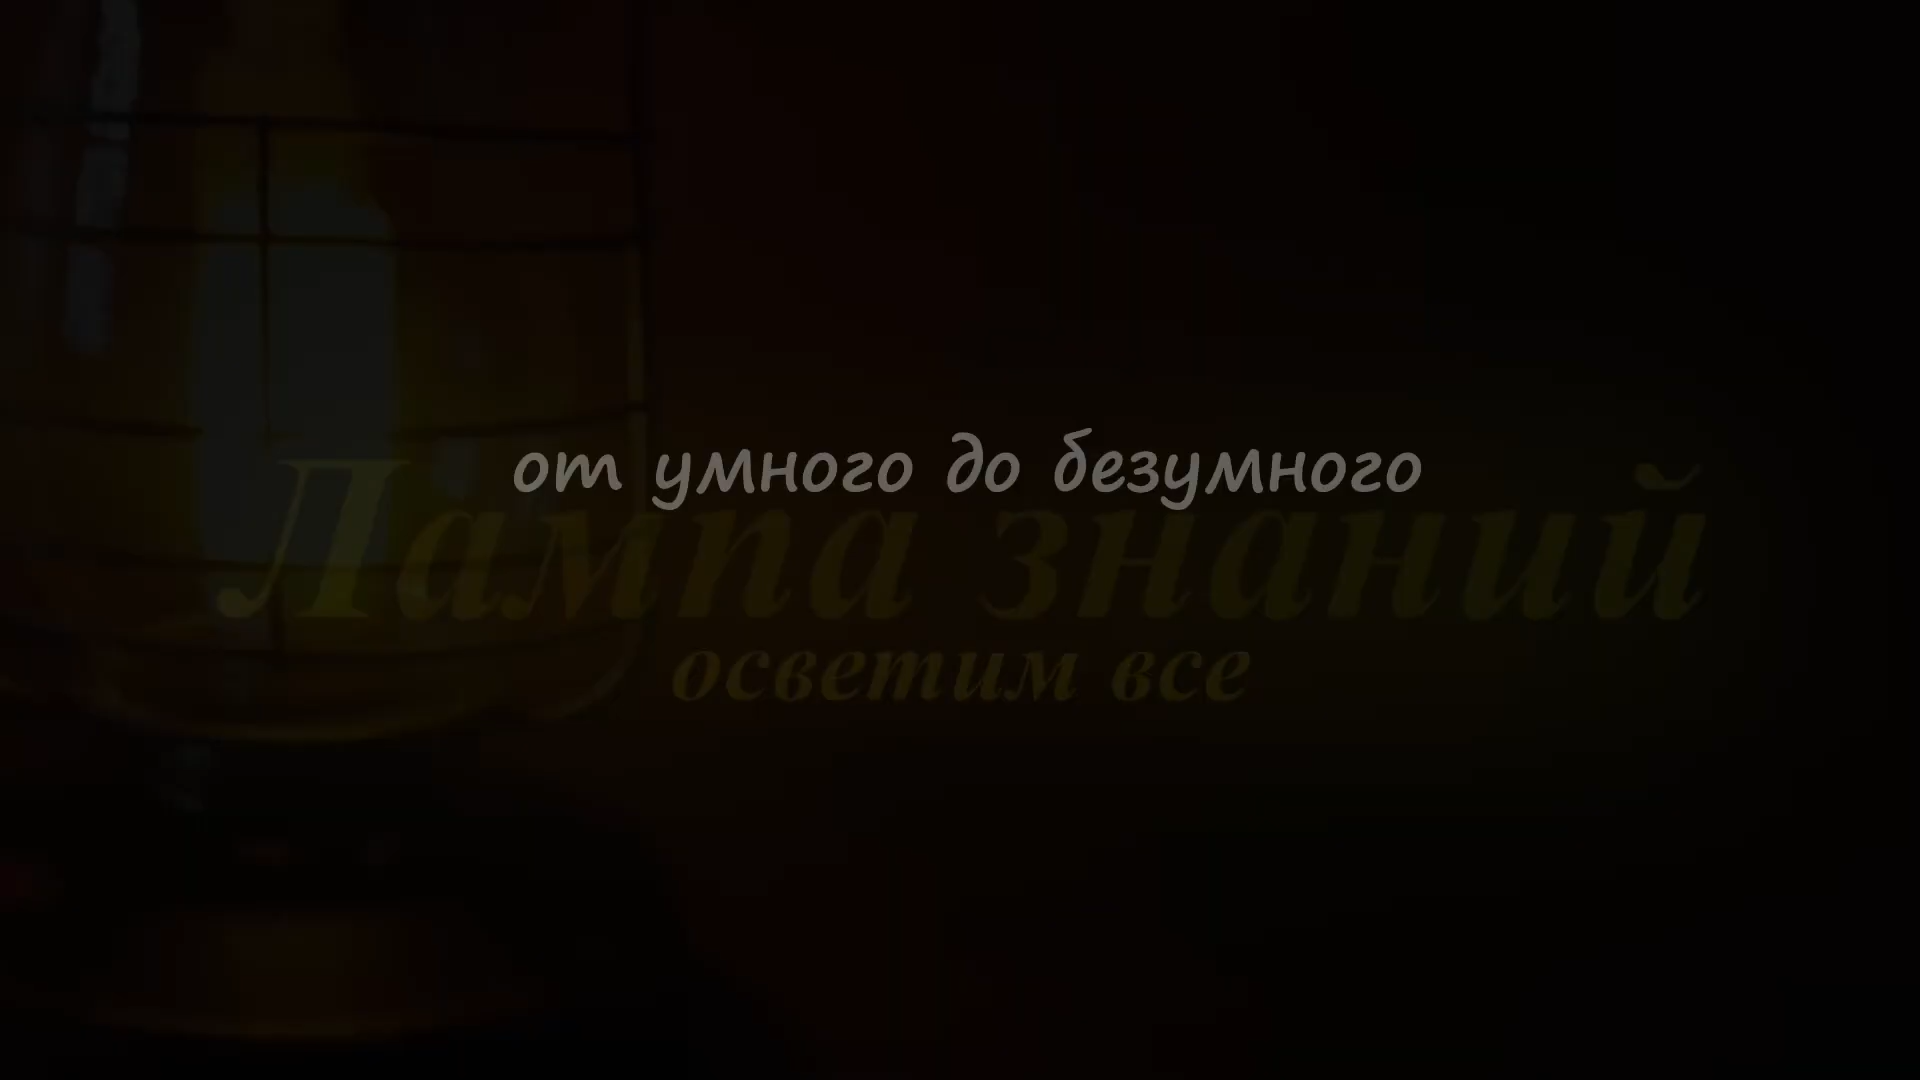 от умного до безумного
Лампа знаний
осветим все